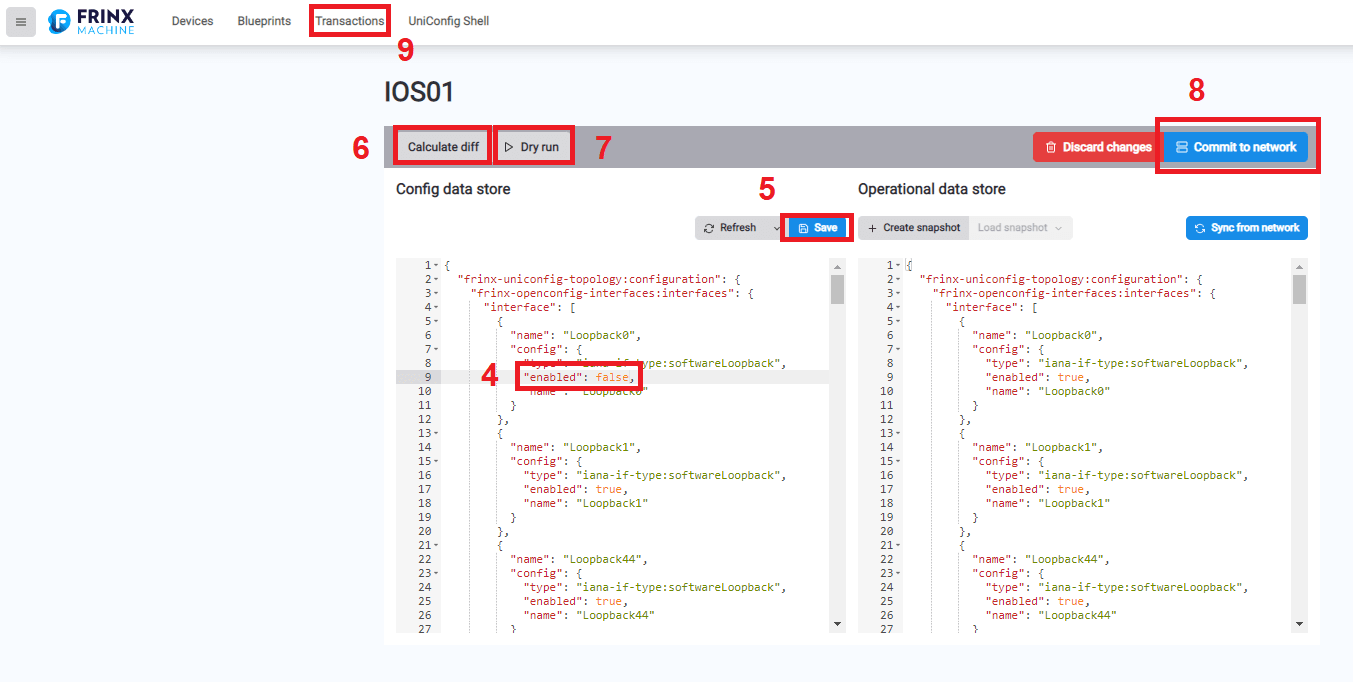 FRINX MACHINE Devices Blueprints Transactions UniConfig Shell
9
IOS01
8
6 Calculate diff Dry run 7 Discard changes Commit to network
Config data store 5 Operational data store
Refresh Save Create snapshot Load snapshot Sync from network
1 {
2 "frinx-uniconfig-topology:configuration": {
3 "frinx-openconfig-interfaces:interfaces": {
4 "interface": [
5 {
6 "name": "Loopback0",
7 "config": {
8 "type": "iana-if-type:softwareLoopback",
4 9 "enabled": false,
10 "name": "Loopback0"
11 }
12 },
13 {
14 "name": "Loopback1",
15 "config": {
16 "type": "iana-if-type:softwareLoopback",
17 "enabled": true,
18 "name": "Loopback1"
19 }
20 },
21 {
22 "name": "Loopback44",
23 "config": {
24 "type": "iana-if-type:softwareLoopback",
25 "enabled": true,
26 "name": "Loopback44"
27 }
1 {
2 "frinx-uniconfig-topology:configuration": {
3 "frinx-openconfig-interfaces:interfaces": {
4 "interface": [
5 {
6 "name": "Loopback0",
7 "config": {
8 "type": "iana-if-type:softwareLoopback",
9 "enabled": true,
10 "name": "Loopback0"
11 }
12 },
13 {
14 "name": "Loopback1",
15 "config": {
16 "type": "iana-if-type:softwareLoopback",
17 "enabled": true,
18 "name": "Loopback1"
19 }
20 },
21 {
22 "name": "Loopback44",
23 "config": {
24 "type": "iana-if-type:softwareLoopback",
25 "enabled": true,
26 "name": "Loopback44"
27 }